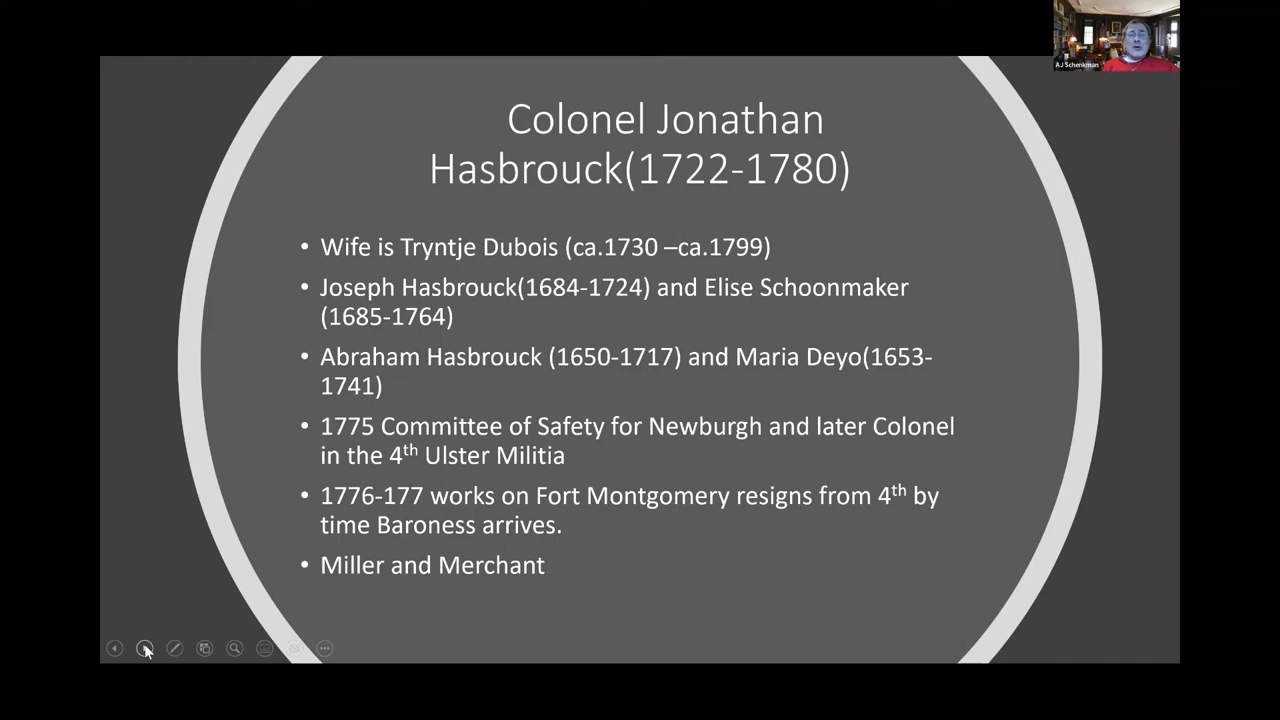 AJ Schenkman
Colonel Jonathan
Hasbrouck(1722-1780)
• Wife is Tryntje Dubois (ca.1730 –ca.1799)
• Joseph Hasbrouck(1684-1724) and Elise Schoonmaker
(1685-1764)
• Abraham Hasbrouck (1650-1717) and Maria Deyo(1653-
1741)
• 1775 Committee of Safety for Newburgh and later Colonel
in the 4th Ulster Militia
• 1776-177 works on Fort Montgomery resigns from 4th by
time Baroness arrives.
• Miller and Merchant